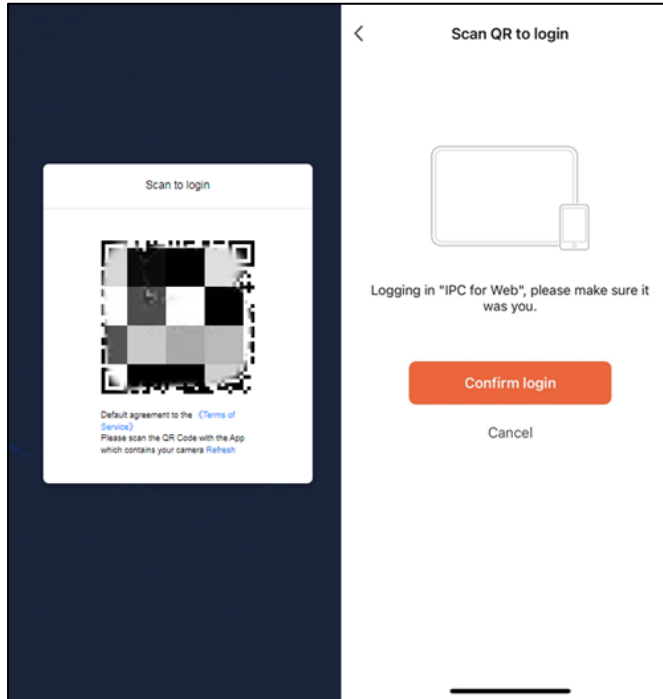 Scan to login
Default agreement to the 《Terms of
Service》
Please scan the QR Code with the App
which contains your camera Refresh
Scan QR to login
Logging in "IPC for Web", please make sure it
was you.
Confirm login
Cancel